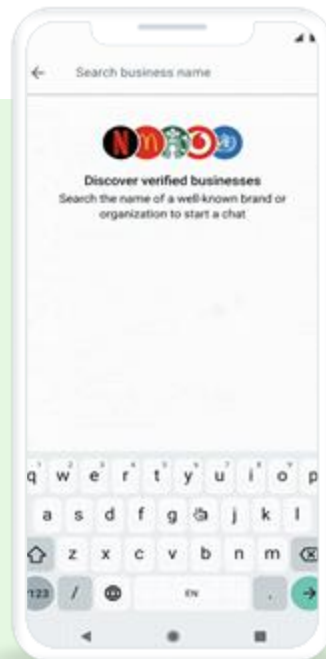 Search business name
Discover verified businesses
Search the name of a well-known brand or
organization to start a chat
q w e r t y u i o p
a s d f g j k l
z x c v b n m
123 / EN .